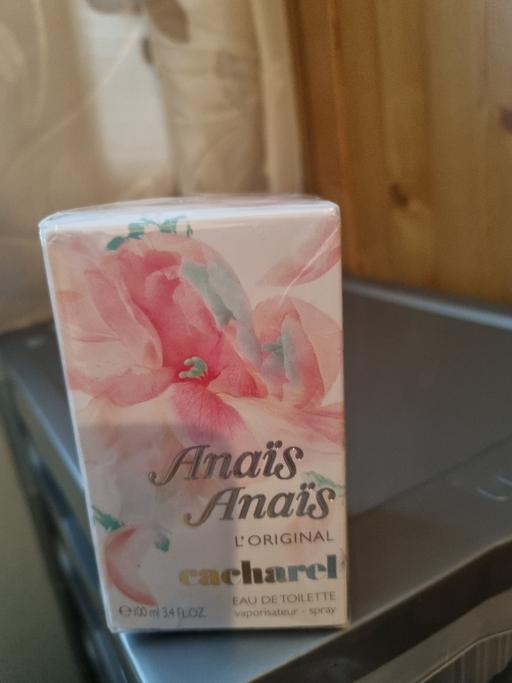 Anaïs
Anaïs
L'ORIGINAL
cacharel
EAU DE TOILETTE
vaporisateur - spray
℮100 ml 3.4 FL.OZ.